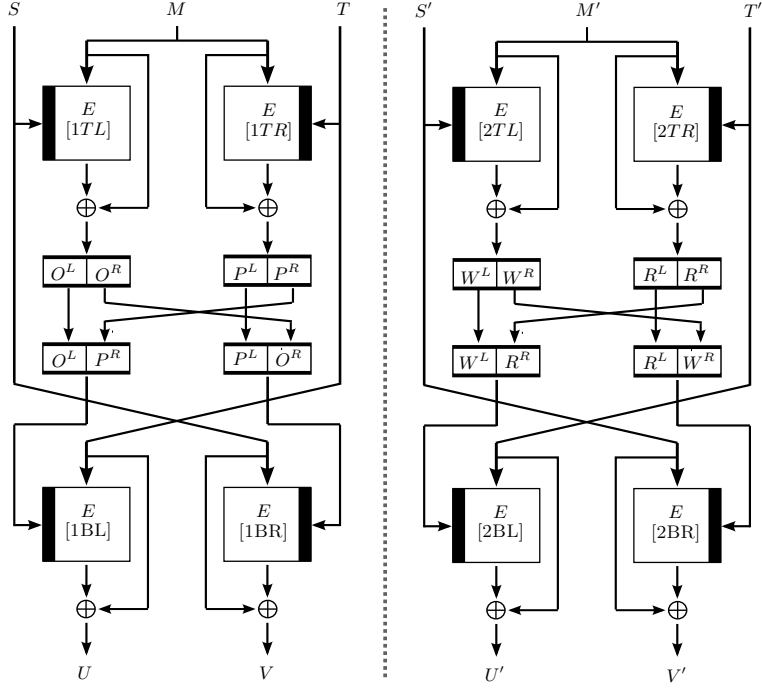 S M T S′ M′ T′
E E E E
[1TL] [1TR] [2TL] [2TR]
O^L O^R P^L P^R W^L W^R R^L R^R
O^L P^R P^L O^R W^L R^R R^L W^R
E E E E
[1BL] [1BR] [2BL] [2BR]
U V U′ V′